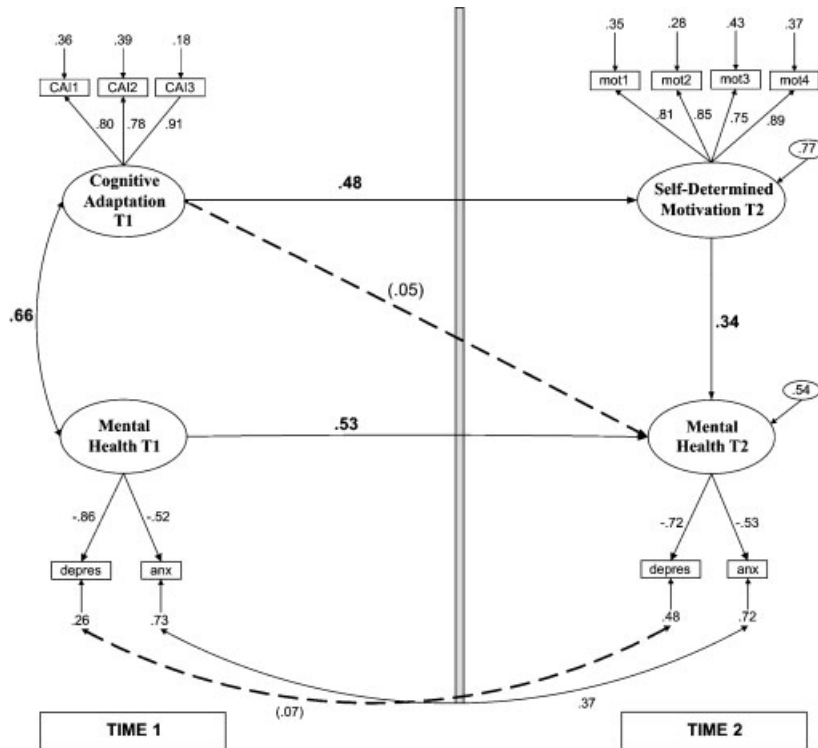 .36 .39 .18 .35 .28 .43 .37
CAI1 CAI2 CAI3 mot1 mot2 mot3 mot4
.80 .78 .91 .81 .85 .75 .89
.77
Cognitive
Adaptation
T1
.48
Self-Determined
Motivation T2
(.05)
.66
.34
.54
Mental
Health T1
.53
Mental
Health T2
-.86 -.52 -.72 -.53
depres anx depres anx
.26 .73 .48 .72
(.07) .37
TIME 1 TIME 2